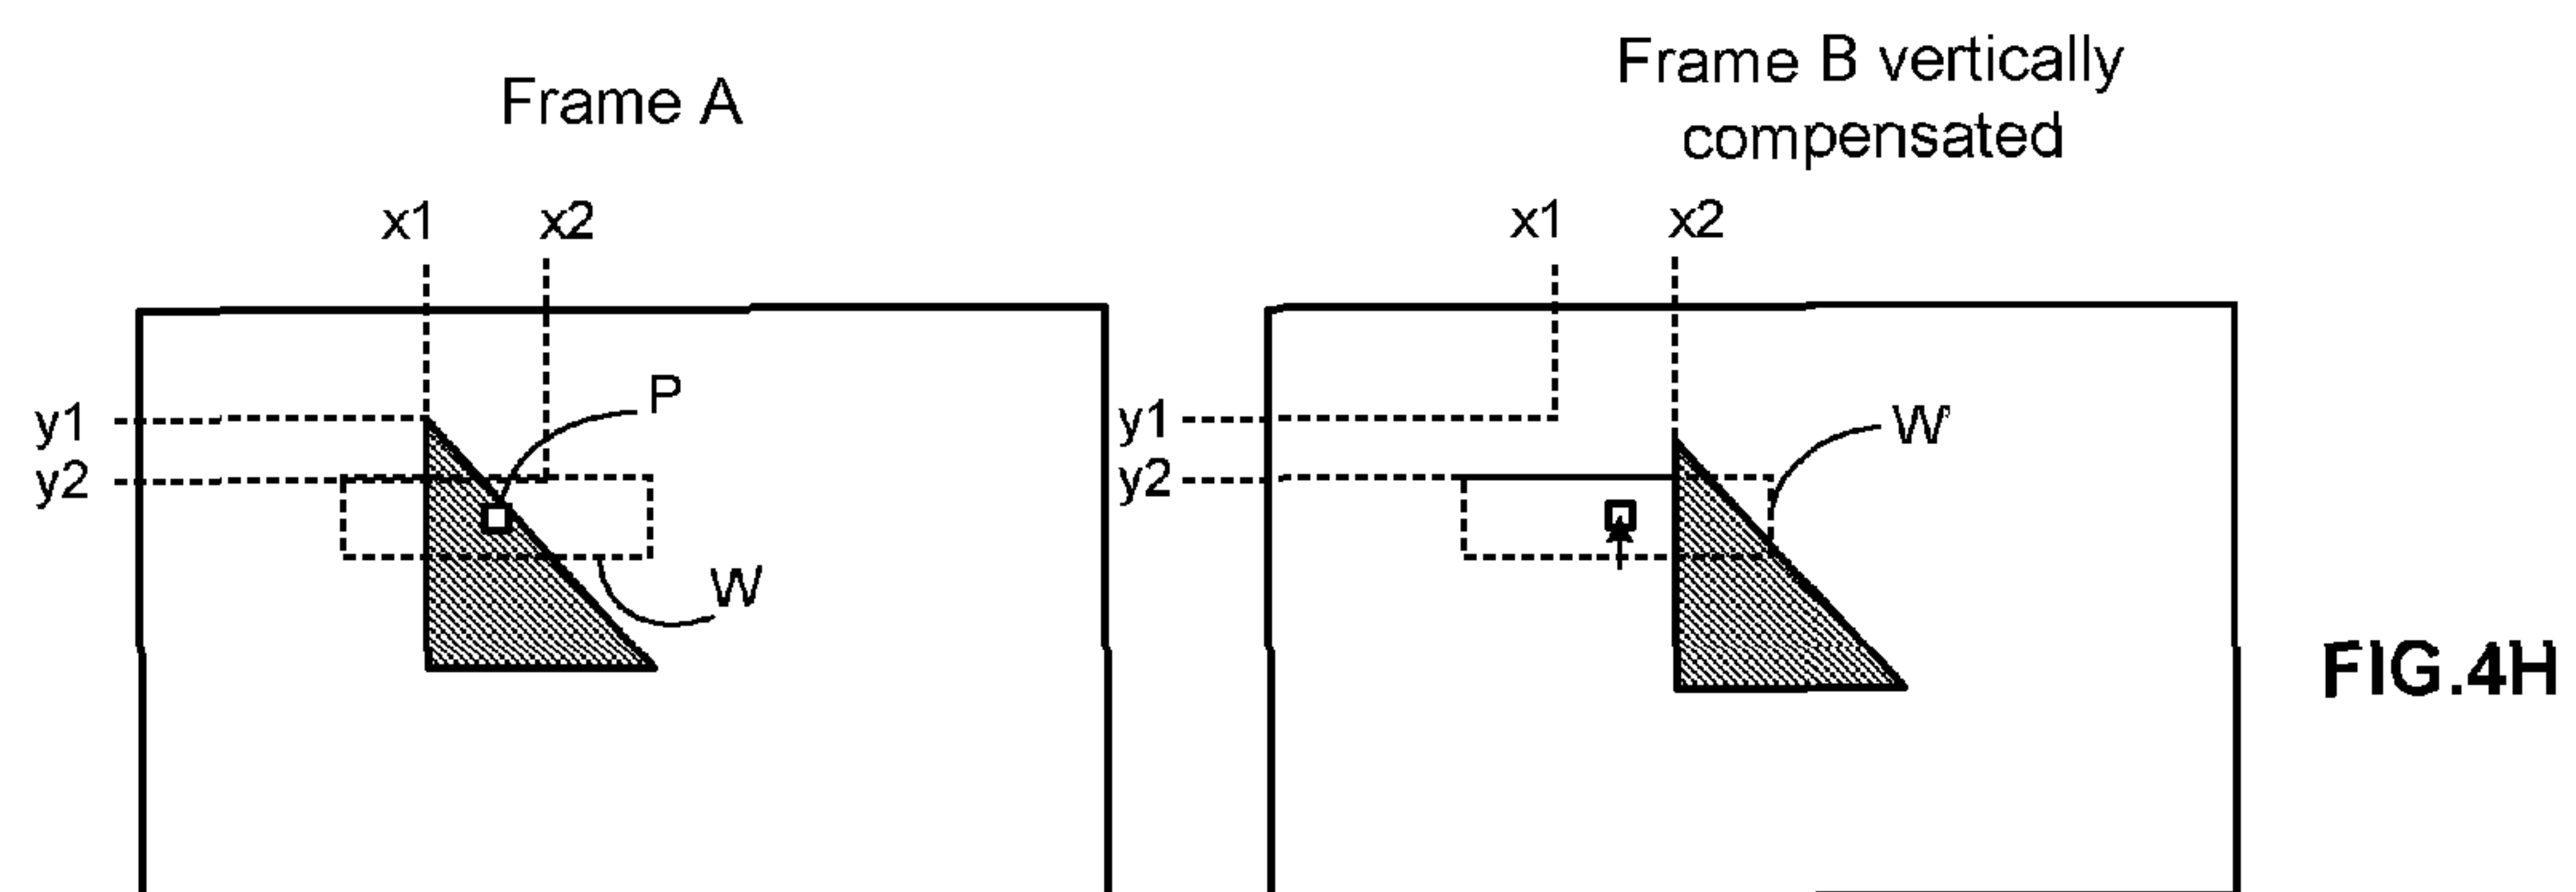 Frame A
Frame B vertically
compensated
x1 x2
x1 x2
y1
y2
P
W
y1
y2
W'
FIG.4H